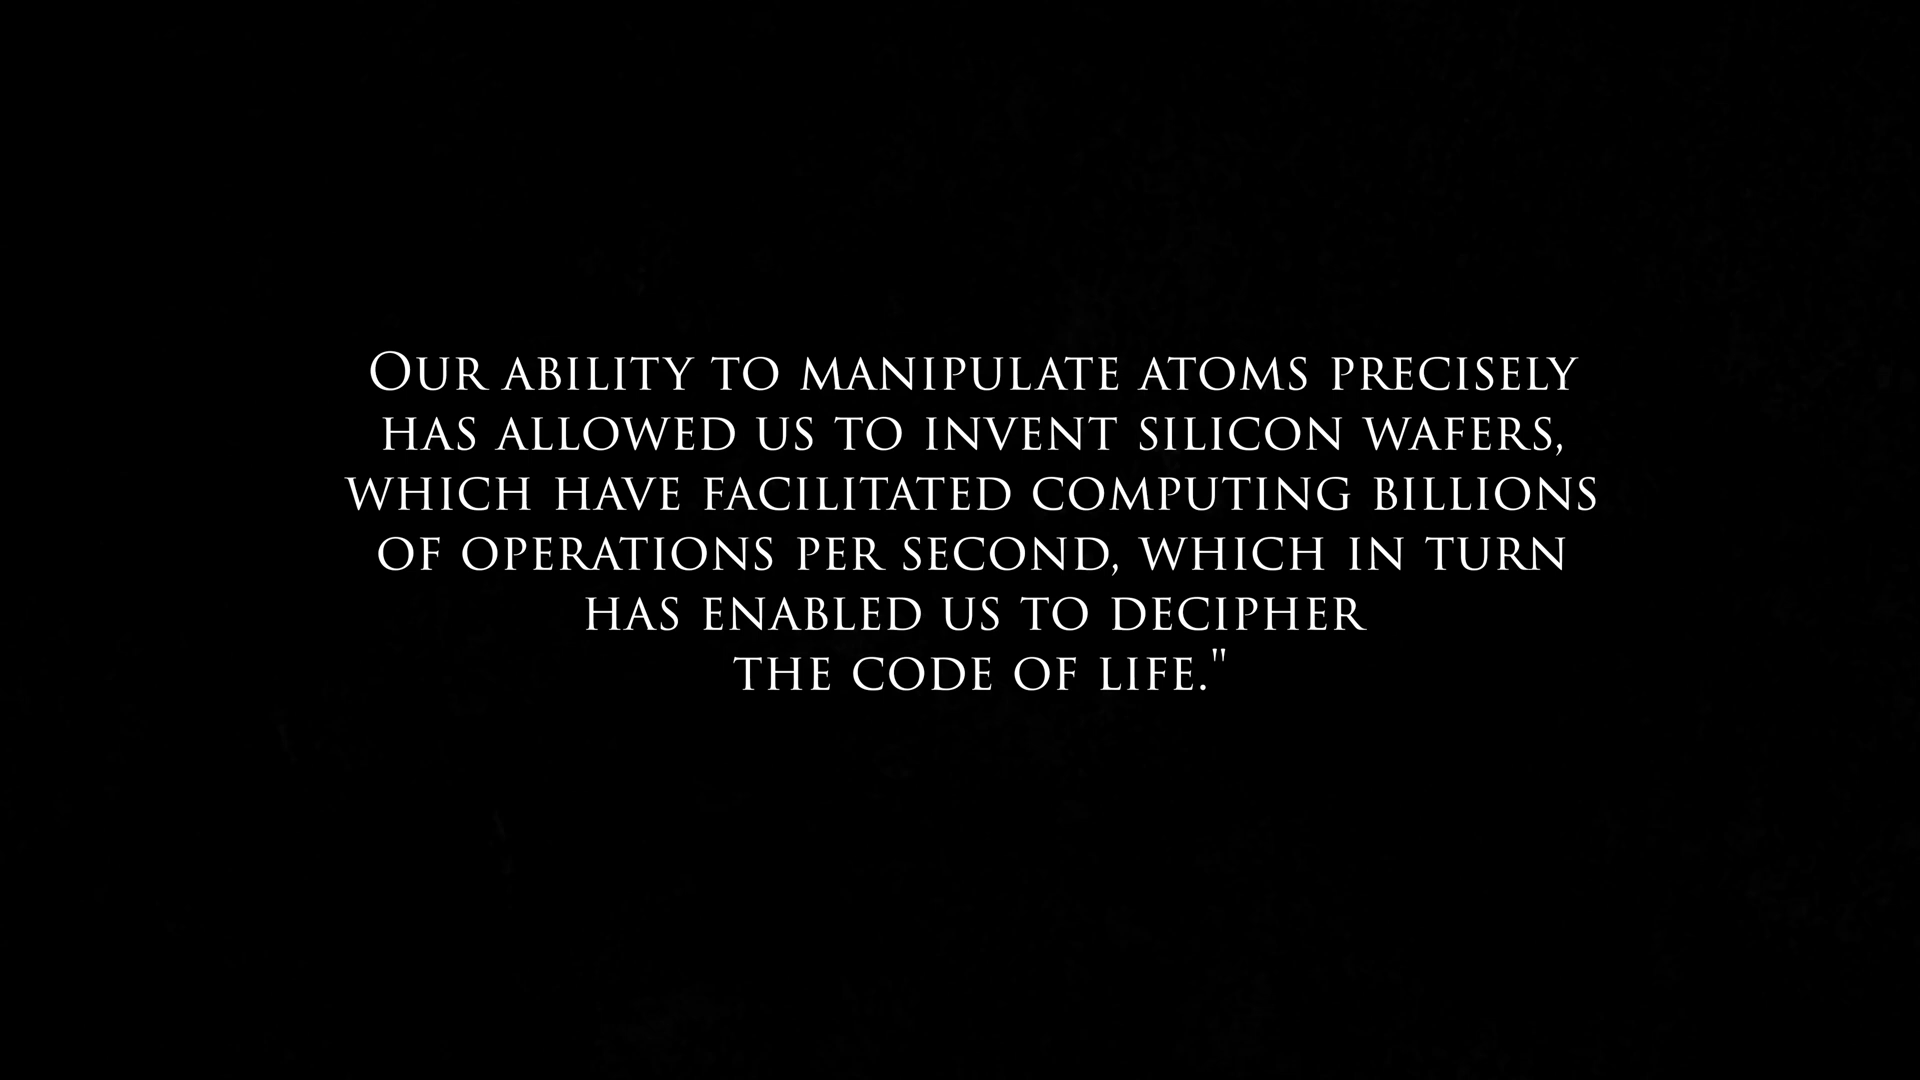 Our ability to manipulate atoms precisely
has allowed us to invent silicon wafers,
which have facilitated computing billions
of operations per second, which in turn
has enabled us to decipher
the code of life."